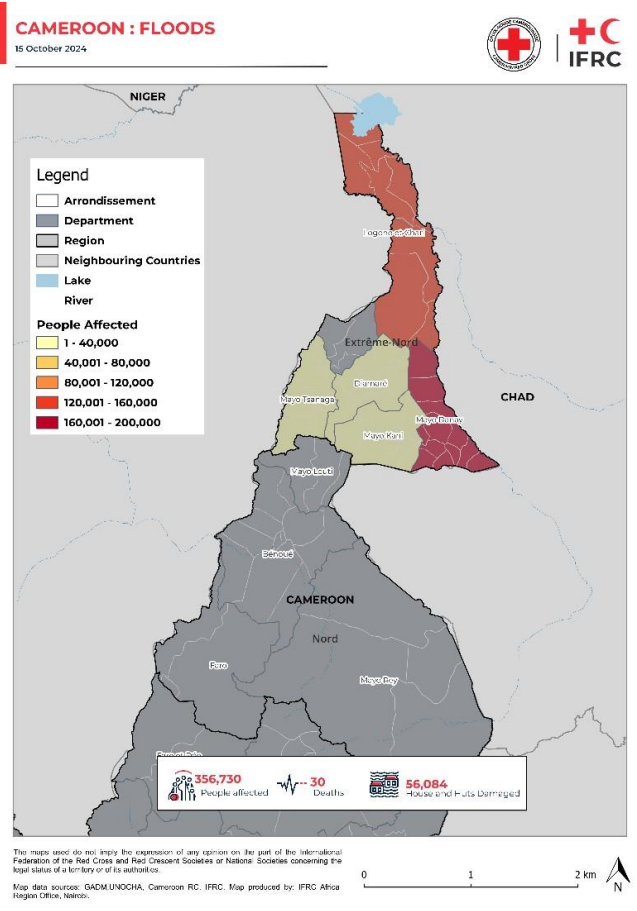 CAMEROON : FLOODS
15 October 2024
IFRC
NIGER
Legend
Arrondissement
Department
Region
Neighbouring Countries
Lake
River
People Affected
1 - 40,000
40,001 - 80,000
80,001 - 120,000
120,001 - 160,000
160,001 - 200,000
Logone et Chari
Extrême-Nord
Diamaré
Mayo Tsanaga
CHAD
Mayo Danay
Mayo Kani
Mayo Louti
Bénoué
CAMEROON
Nord
Faro
Mayo Rey
356,730
People affected
30
Deaths
56,084
House and Huts Damaged
The maps used do not imply the expression of any opinion on the part of the International
Federation of the Red Cross and Red Crescent Societies or National Societies concerning the
legal status of a territory or of its authorities.
Map data sources: GADM,UNOCHA, Cameroon RC, IFRC. Map produced by: IFRC Africa
Region Office, Nairobi.
0 1 2 km
N